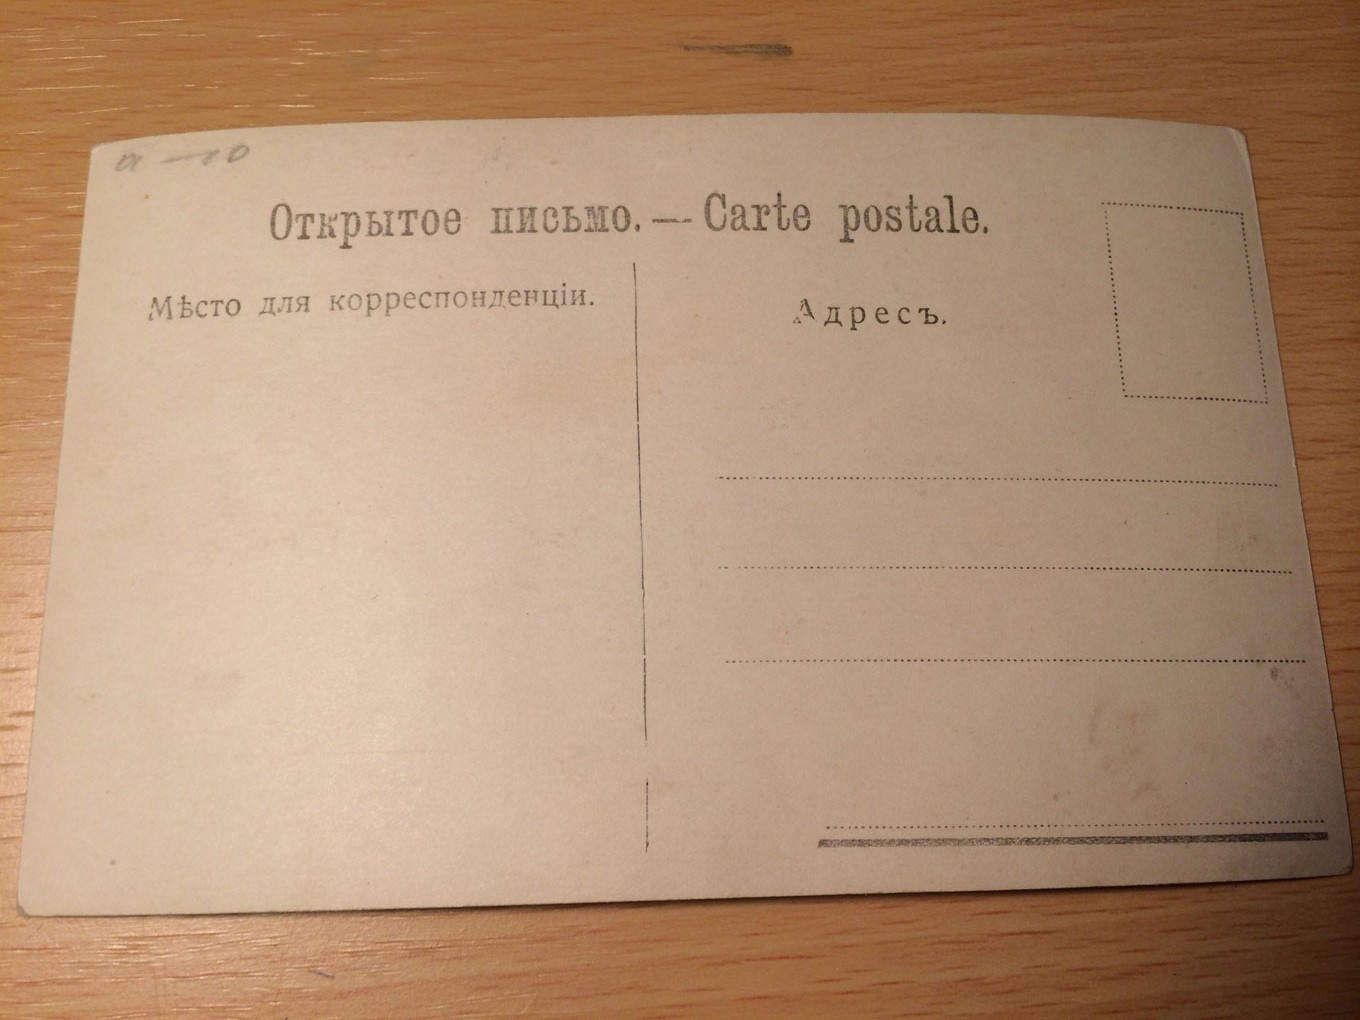 Открытое письмо. — Carte postale.
Мѣсто для корреспонденціи.
Адресъ.